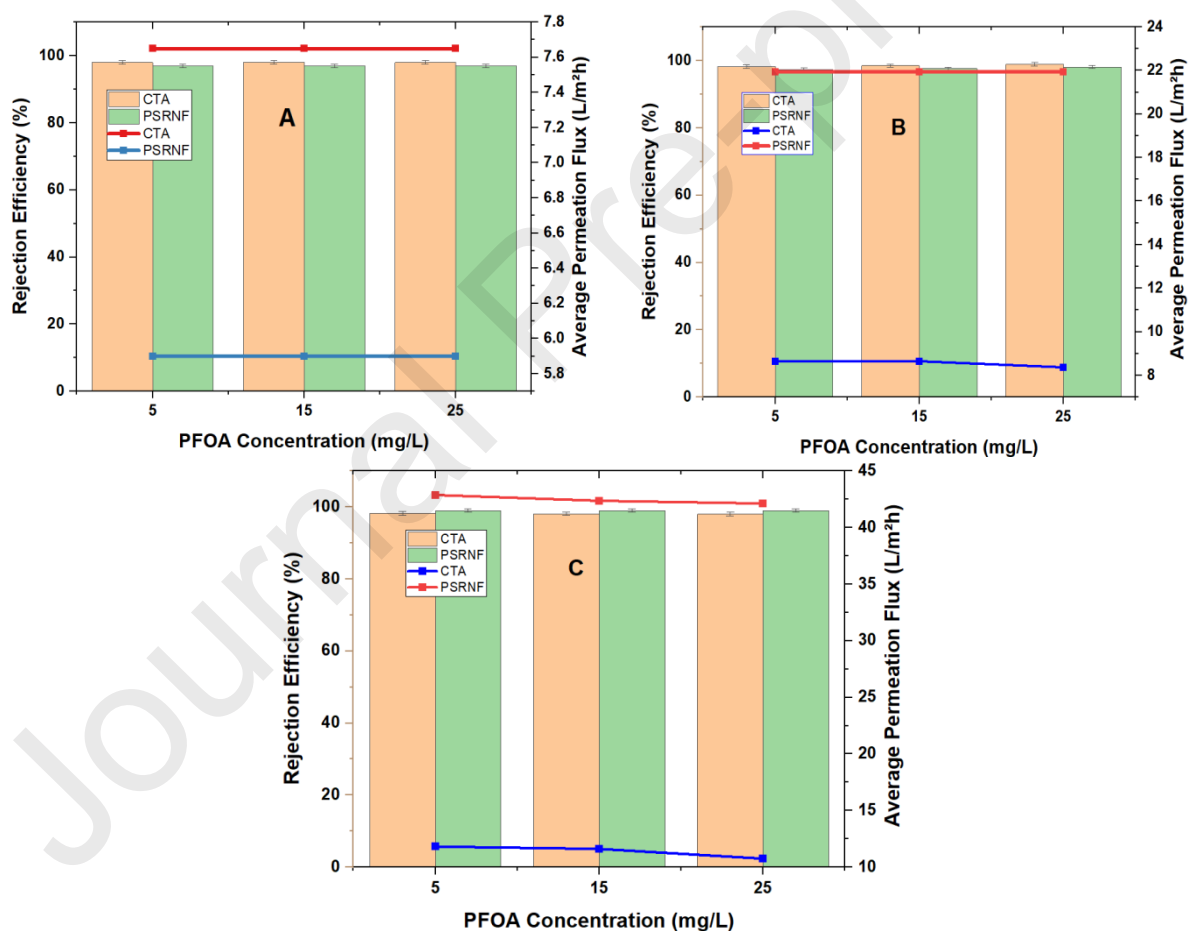 Rejection Efficiency (%)
100
80
60
40
20
0
CTA
PSRNF
CTA
PSRNF
A
7.8
7.6
7.4
7.2
7.0
6.8
6.6
6.4
6.2
6.0
5.8
Average Permeation Flux (L/m²h)
5 15 25
PFOA Concentration (mg/L)
Rejection Efficiency (%)
100
80
60
40
20
0
CTA
PSRNF
CTA
PSRNF
B
24
22
20
18
16
14
12
10
8
Average Permeation Flux (L/m²h)
5 15 25
PFOA Concentration (mg/L)
Rejection Efficiency (%)
100
80
60
40
20
0
CTA
PSRNF
CTA
PSRNF
C
45
40
35
30
25
20
15
10
Average Permeation Flux (L/m²h)
5 15 25
PFOA Concentration (mg/L)
Journal Pre-p